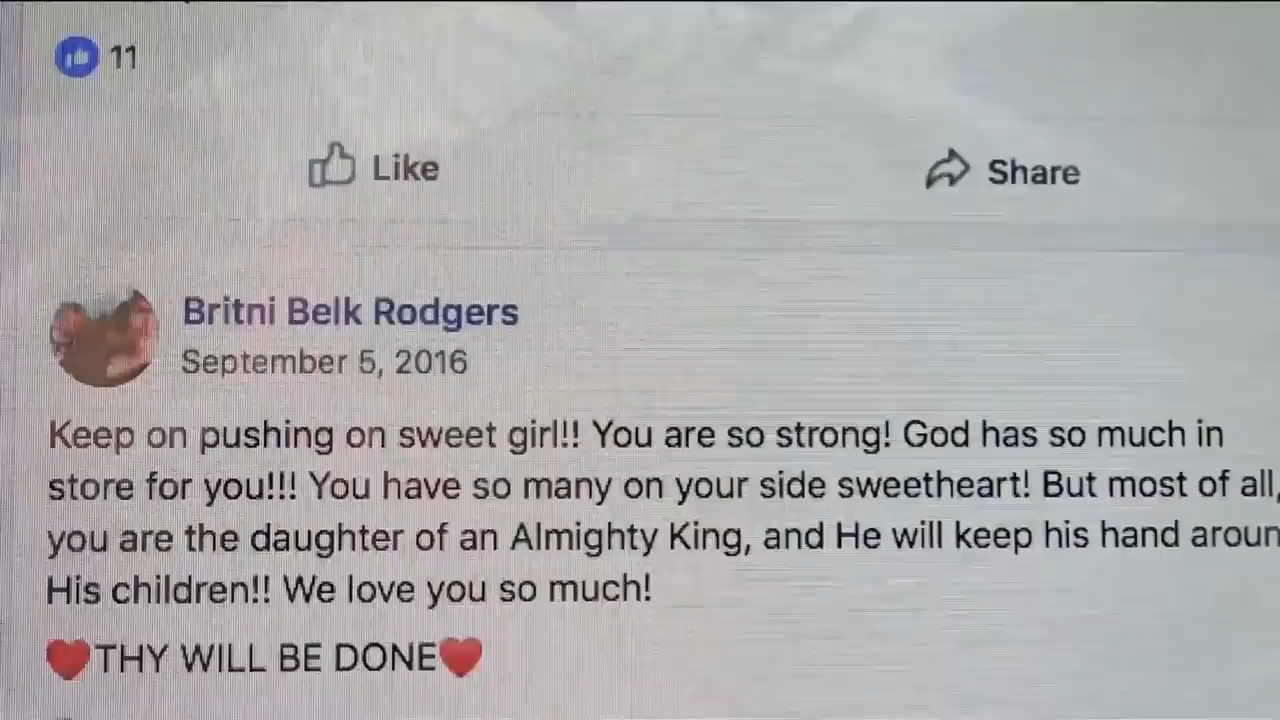 11
Like
Share
Britni Belk Rodgers
September 5, 2016
Keep on pushing on sweet girl!! You are so strong! God has so much in
store for you!!! You have so many on your side sweetheart! But most of all,
you are the daughter of an Almighty King, and He will keep his hand aroun
His children!! We love you so much!
❤️THY WILL BE DONE❤️